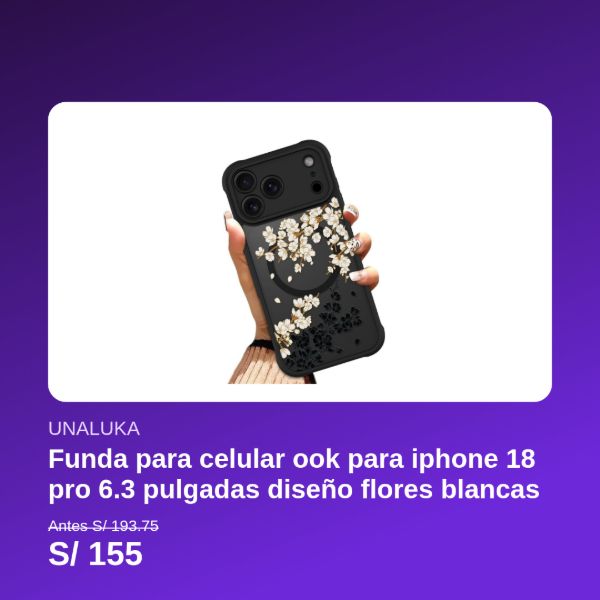 UNALUKA
Funda para celular ook para iphone 18
pro 6.3 pulgadas diseño flores blancas
Antes S/ 193.75
S/ 155